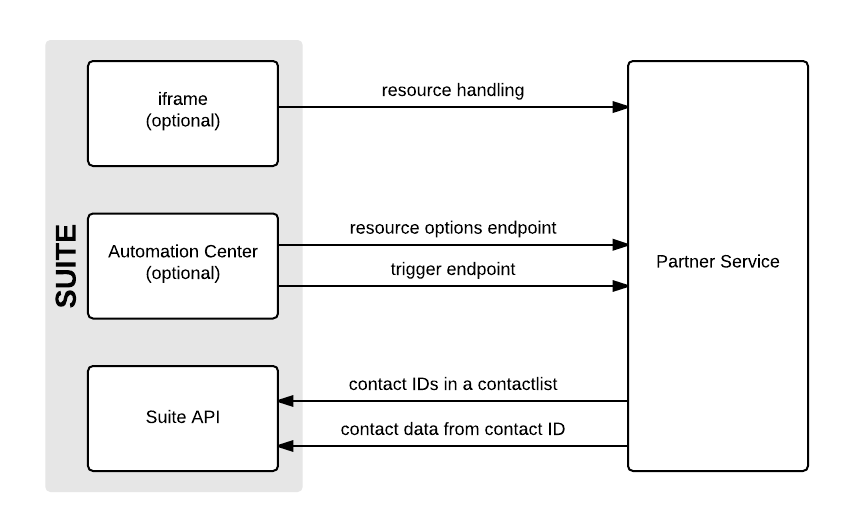 iframe
(optional)
resource handling
SUITE
Automation Center
(optional)
resource options endpoint
trigger endpoint
Partner Service
Suite API
contact IDs in a contactlist
contact data from contact ID